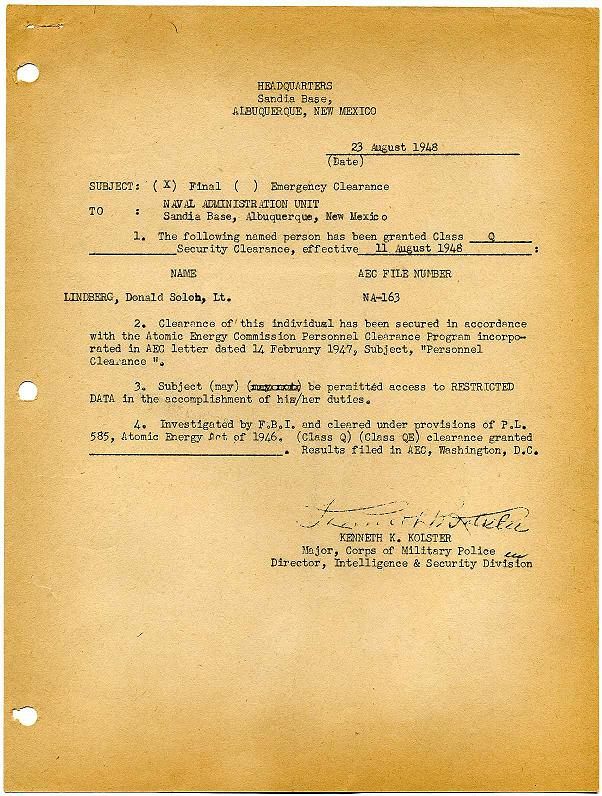 HEADQUARTERS
Sandia Base,
ALBUQUERQUE, NEW MEXICO
23 August 1948
(Date)
SUBJECT: (X) Final ( ) Emergency Clearance
NAVAL ADMINISTRATION UNIT
TO : Sandia Base, Albuquerque, New Mexico
1. The following named person has been granted Class Q
Security Clearance, effective 11 August 1948 :
NAME AEC FILE NUMBER
LINDBERG, Donald Soloh, Lt. NA-163
2. Clearance of this individual has been secured in accordance
with the Atomic Energy Commission Personnel Clearance Program incorpo-
rated in AEC letter dated 14 February 1947, Subject, "Personnel
Clearance ".
3. Subject (may) (may not) be permitted access to RESTRICTED
DATA in the accomplishment of his/her duties.
4. Investigated by F.B.I. and cleared under provisions of P.L.
585, Atomic Energy Act of 1946. (Class Q) (Class QE) clearance granted
. Results filed in AEC, Washington, D.C.
KENNETH K. KOLSTER
Major, Corps of Military Police
Director, Intelligence & Security Division